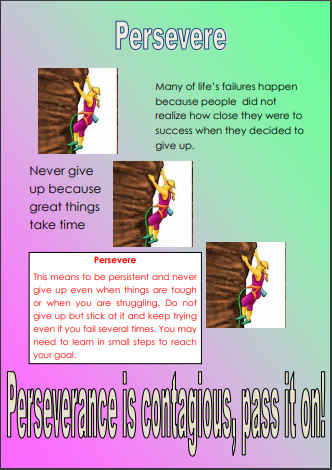 Persevere
Many of life's failures happen
because people did not
realize how close they were to
success when they decided to
give up.
Never give
up because
great things
take time
Persevere
This means to be persistent and never
give up even when things are tough
or when you are struggling. Do not
give up but stick at it and keep trying
even if you fail several times. You may
need to learn in small steps to reach
your goal.
Perseverance is contagious, pass it on!